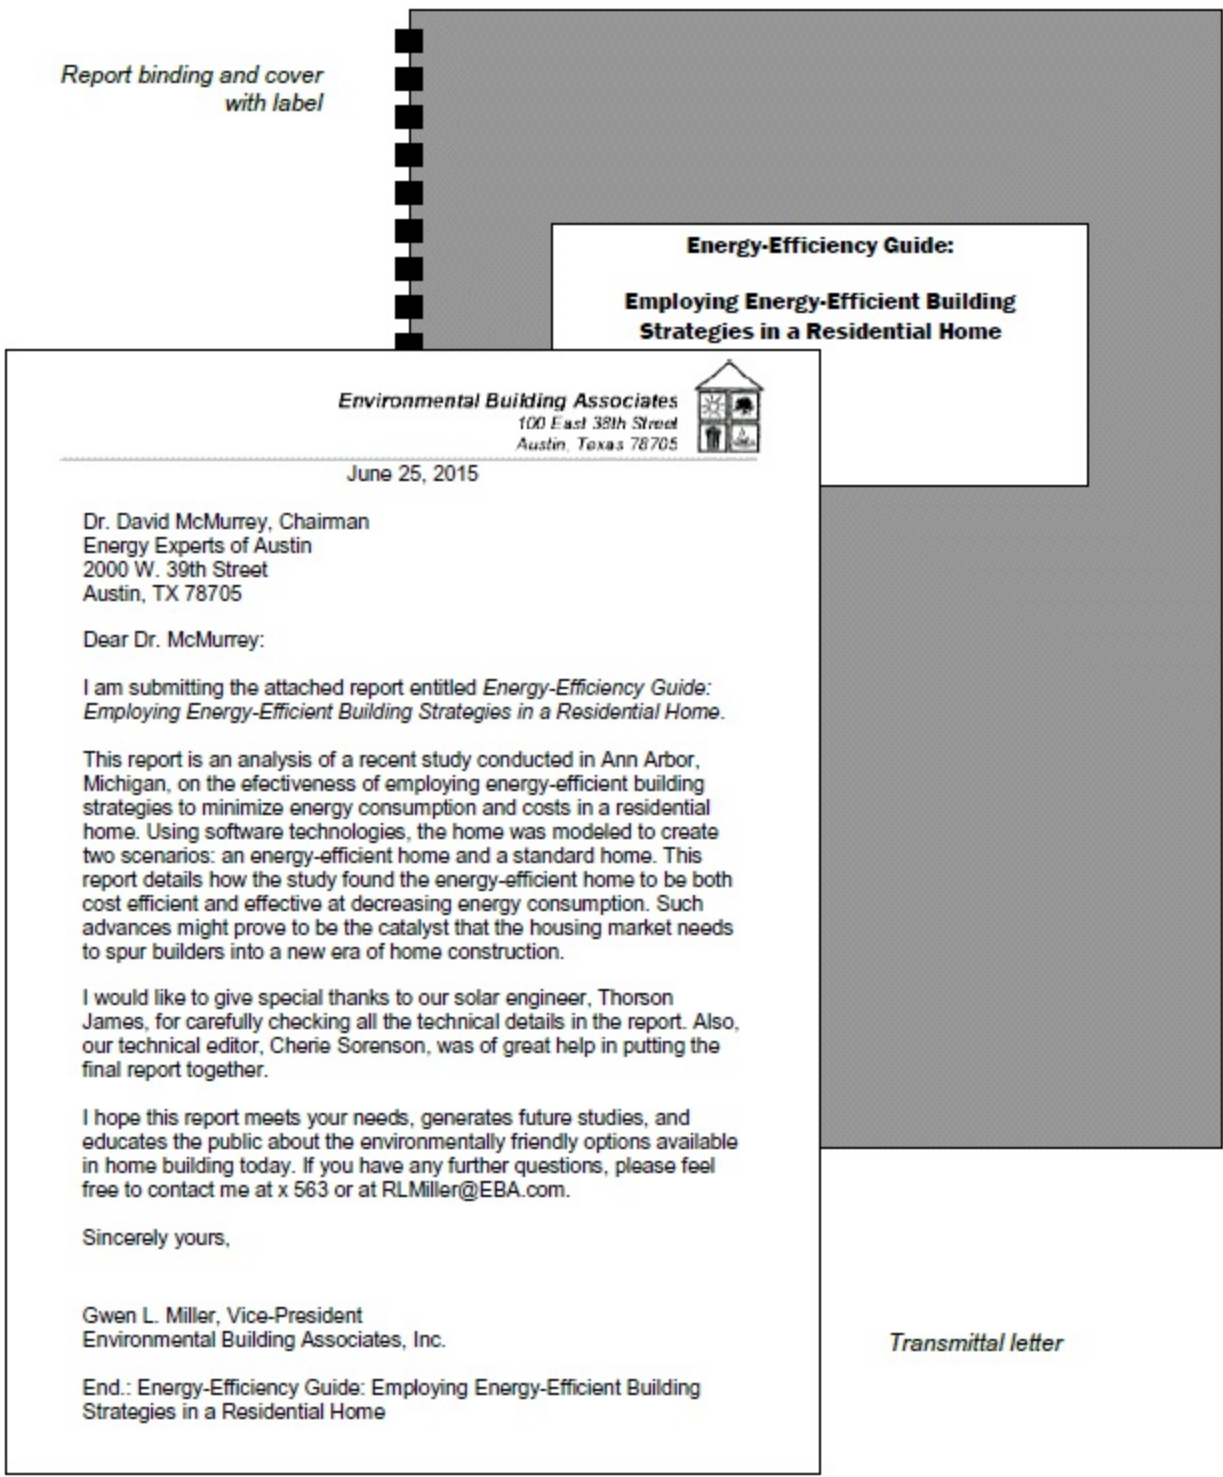 Report binding and cover
with label
Energy-Efficiency Guide:
Employing Energy-Efficient Building
Strategies in a Residential Home
Environmental Building Associates
100 East 38th Street
Austin, Texas 78705
June 25, 2015
Dr. David McMurrey, Chairman
Energy Experts of Austin
2000 W. 39th Street
Austin, TX 78705
Dear Dr. McMurrey:
I am submitting the attached report entitled Energy-Efficiency Guide:
Employing Energy-Efficient Building Strategies in a Residential Home.
This report is an analysis of a recent study conducted in Ann Arbor,
Michigan, on the efectiveness of employing energy-efficient building
strategies to minimize energy consumption and costs in a residential
home. Using software technologies, the home was modeled to create
two scenarios: an energy-efficient home and a standard home. This
report details how the study found the energy-efficient home to be both
cost efficient and effective at decreasing energy consumption. Such
advances might prove to be the catalyst that the housing market needs
to spur builders into a new era of home construction.
I would like to give special thanks to our solar engineer, Thorson
James, for carefully checking all the technical details in the report. Also,
our technical editor, Cherie Sorenson, was of great help in putting the
final report together.
I hope this report meets your needs, generates future studies, and
educates the public about the environmentally friendly options available
in home building today. If you have any further questions, please feel
free to contact me at x 563 or at RLMiller@EBA.com.
Sincerely yours,
Gwen L. Miller, Vice-President
Environmental Building Associates, Inc.
End.: Energy-Efficiency Guide: Employing Energy-Efficient Building
Strategies in a Residential Home
Transmittal letter